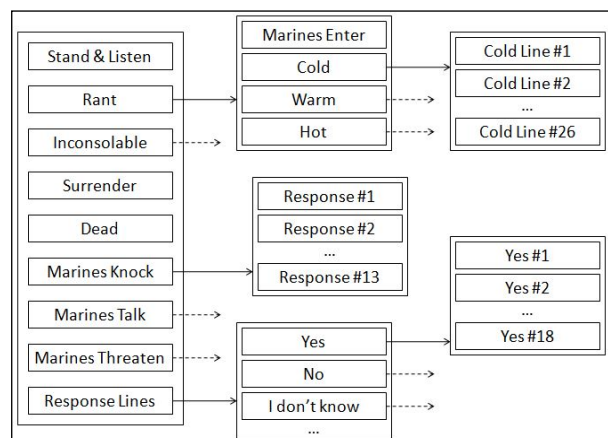 Stand & Listen
Rant
Inconsolable
Surrender
Dead
Marines Knock
Marines Talk
Marines Threaten
Response Lines
Marines Enter
Cold
Warm
Hot
Cold Line #1
Cold Line #2
...
Cold Line #26
Response #1
Response #2
...
Response #13
Yes
No
I don't know
...
Yes #1
Yes #2
...
Yes #18